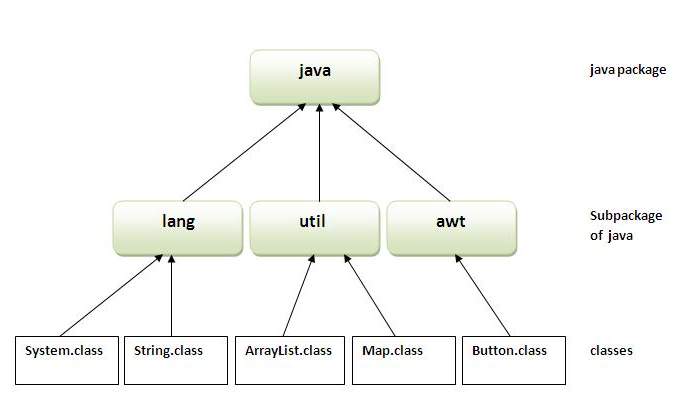 java
java package
lang
util
awt
Subpackage
of java
System.class
String.class
ArrayList.class
Map.class
Button.class
classes